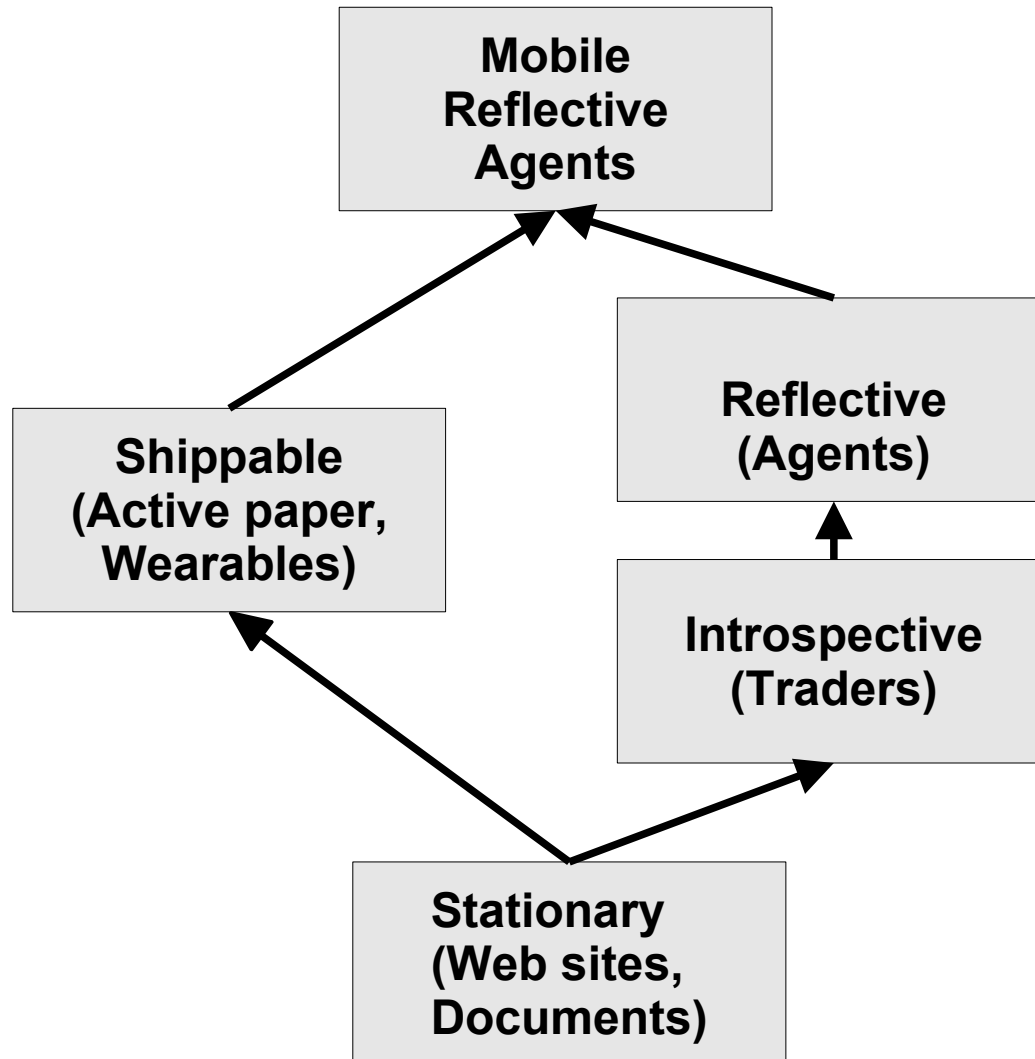 Mobile
Reflective
Agents
Reflective
(Agents)
Shippable
(Active paper,
Wearables)
Introspective
(Traders)
Stationary
(Web sites,
Documents)